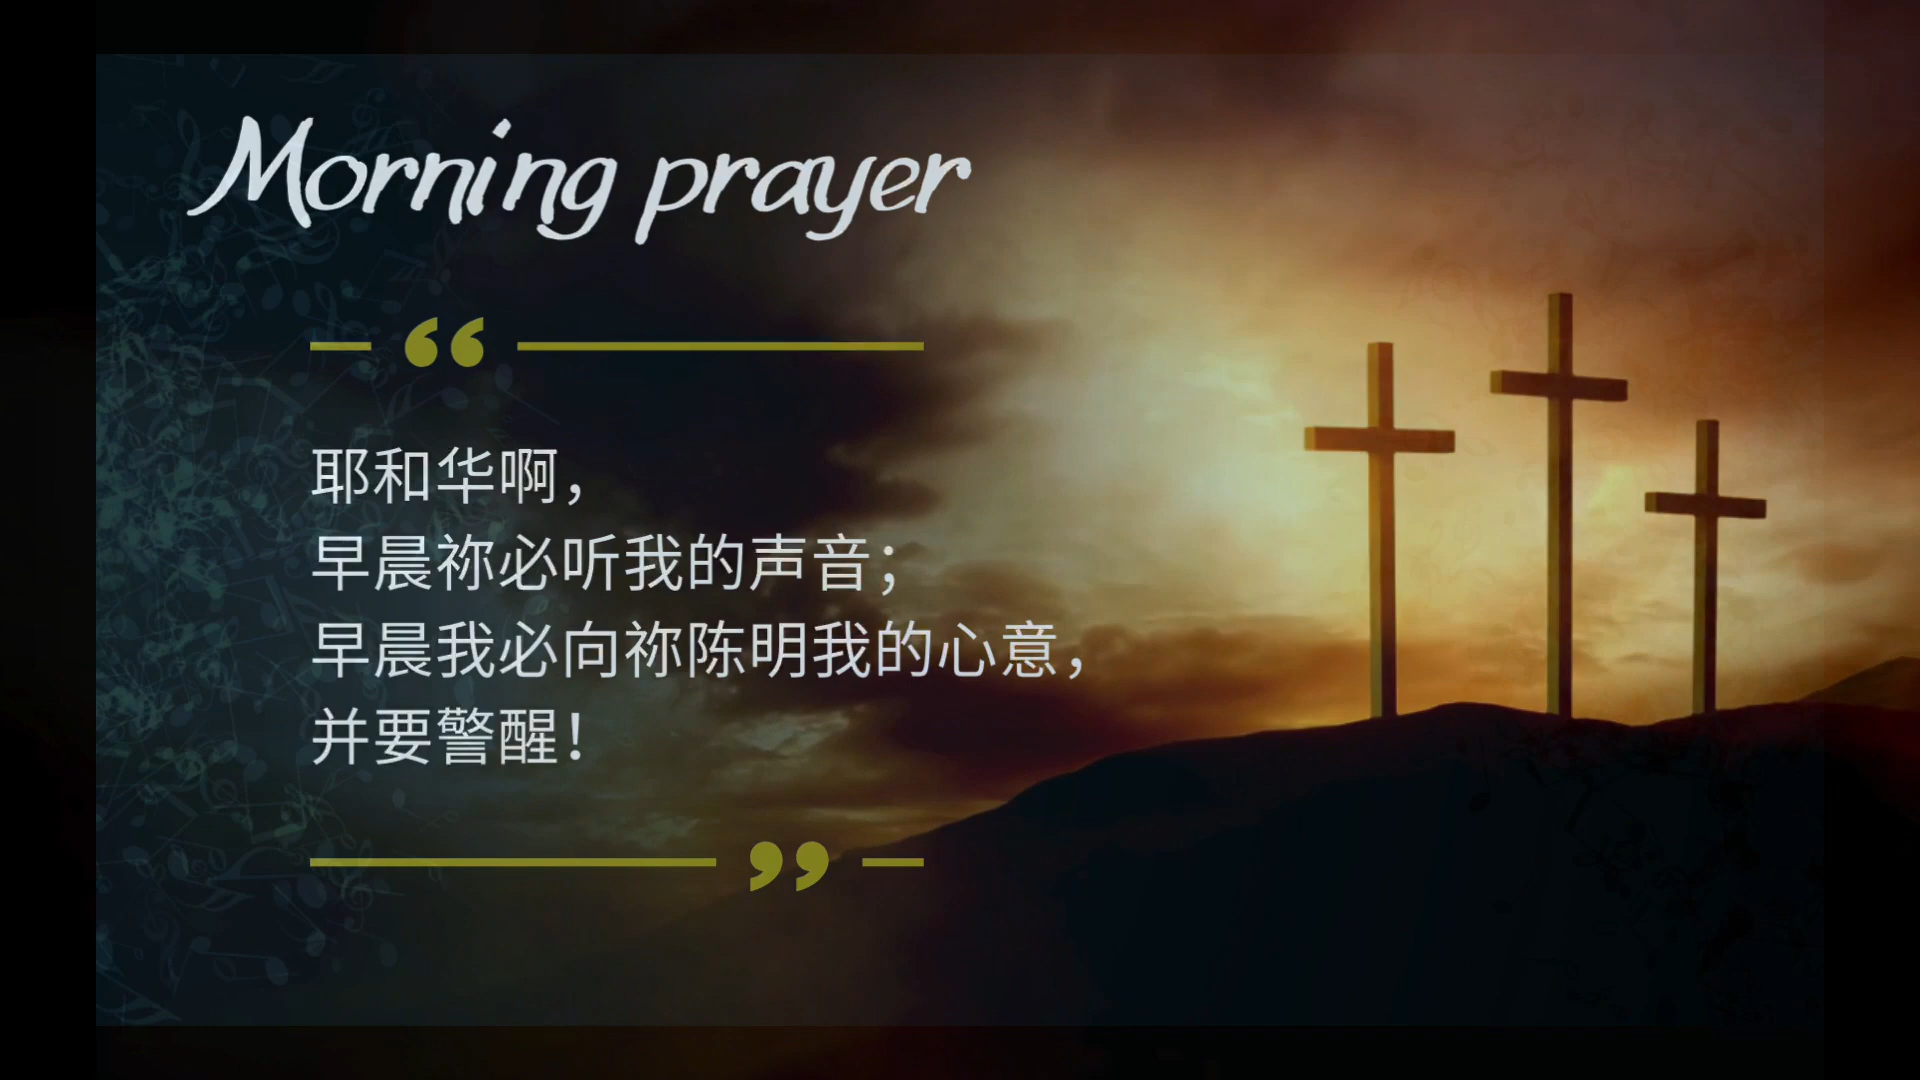 Morning prayer
“
耶和华啊，
早晨祢必听我的声音；
早晨我必向祢陈明我的心意，
并要警醒！
”